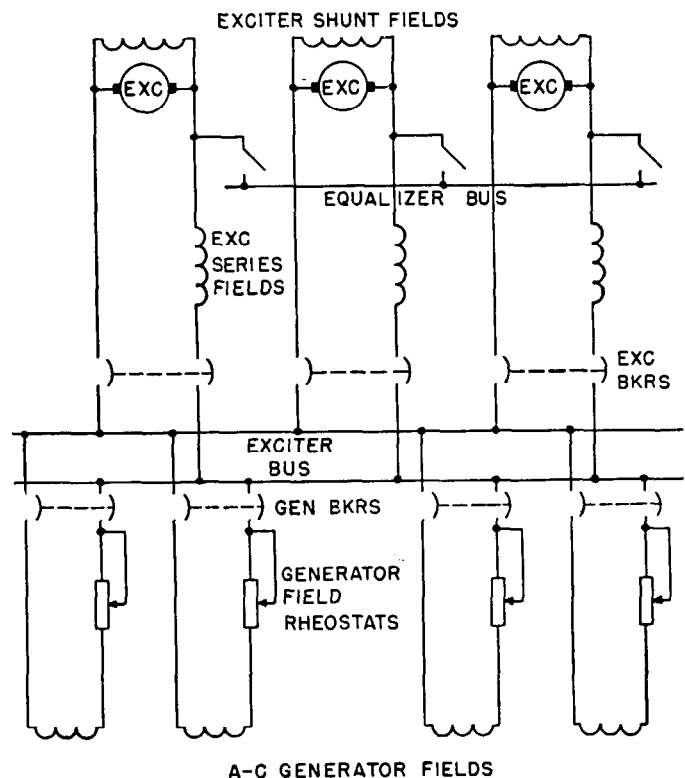 EXCITER SHUNT FIELDS
EXC
EXC
EXC
EQUALIZER BUS
EXC
SERIES
FIELDS
EXC
BKRS
EXCITER
BUS
GEN BKRS
GENERATOR
FIELD
RHEOSTATS
A-C GENERATOR FIELDS